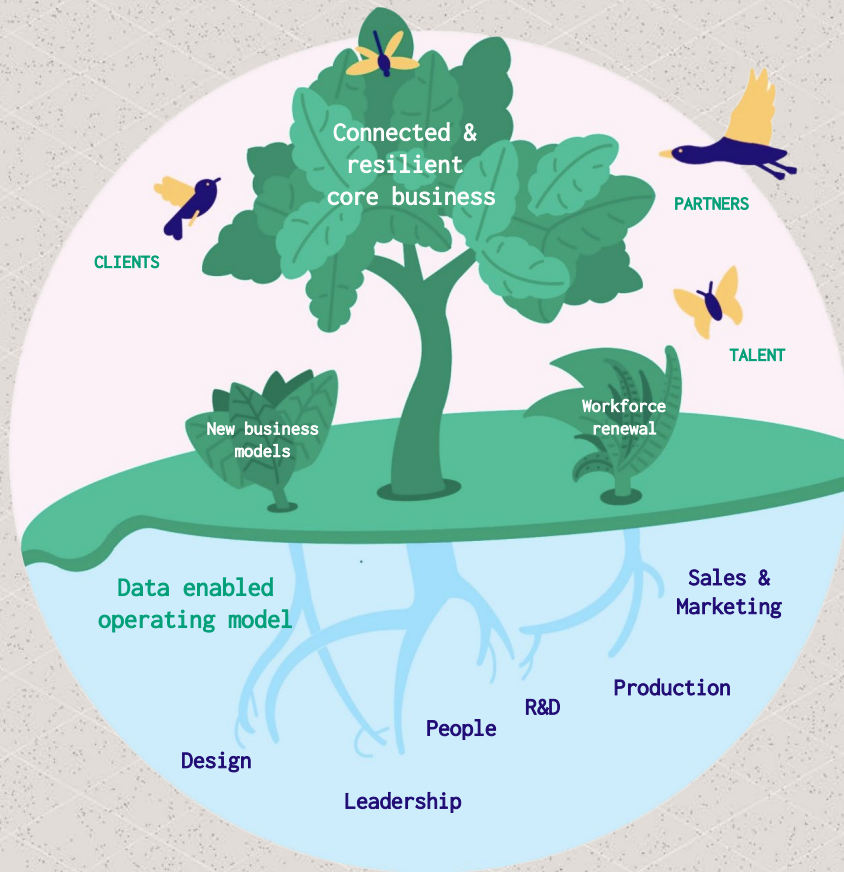 Connected &
resilient
core business
PARTNERS
CLIENTS
TALENT
Workforce
renewal
New business
models
Data enabled
operating model
Sales &
Marketing
Production
R&D
People
Design
Leadership